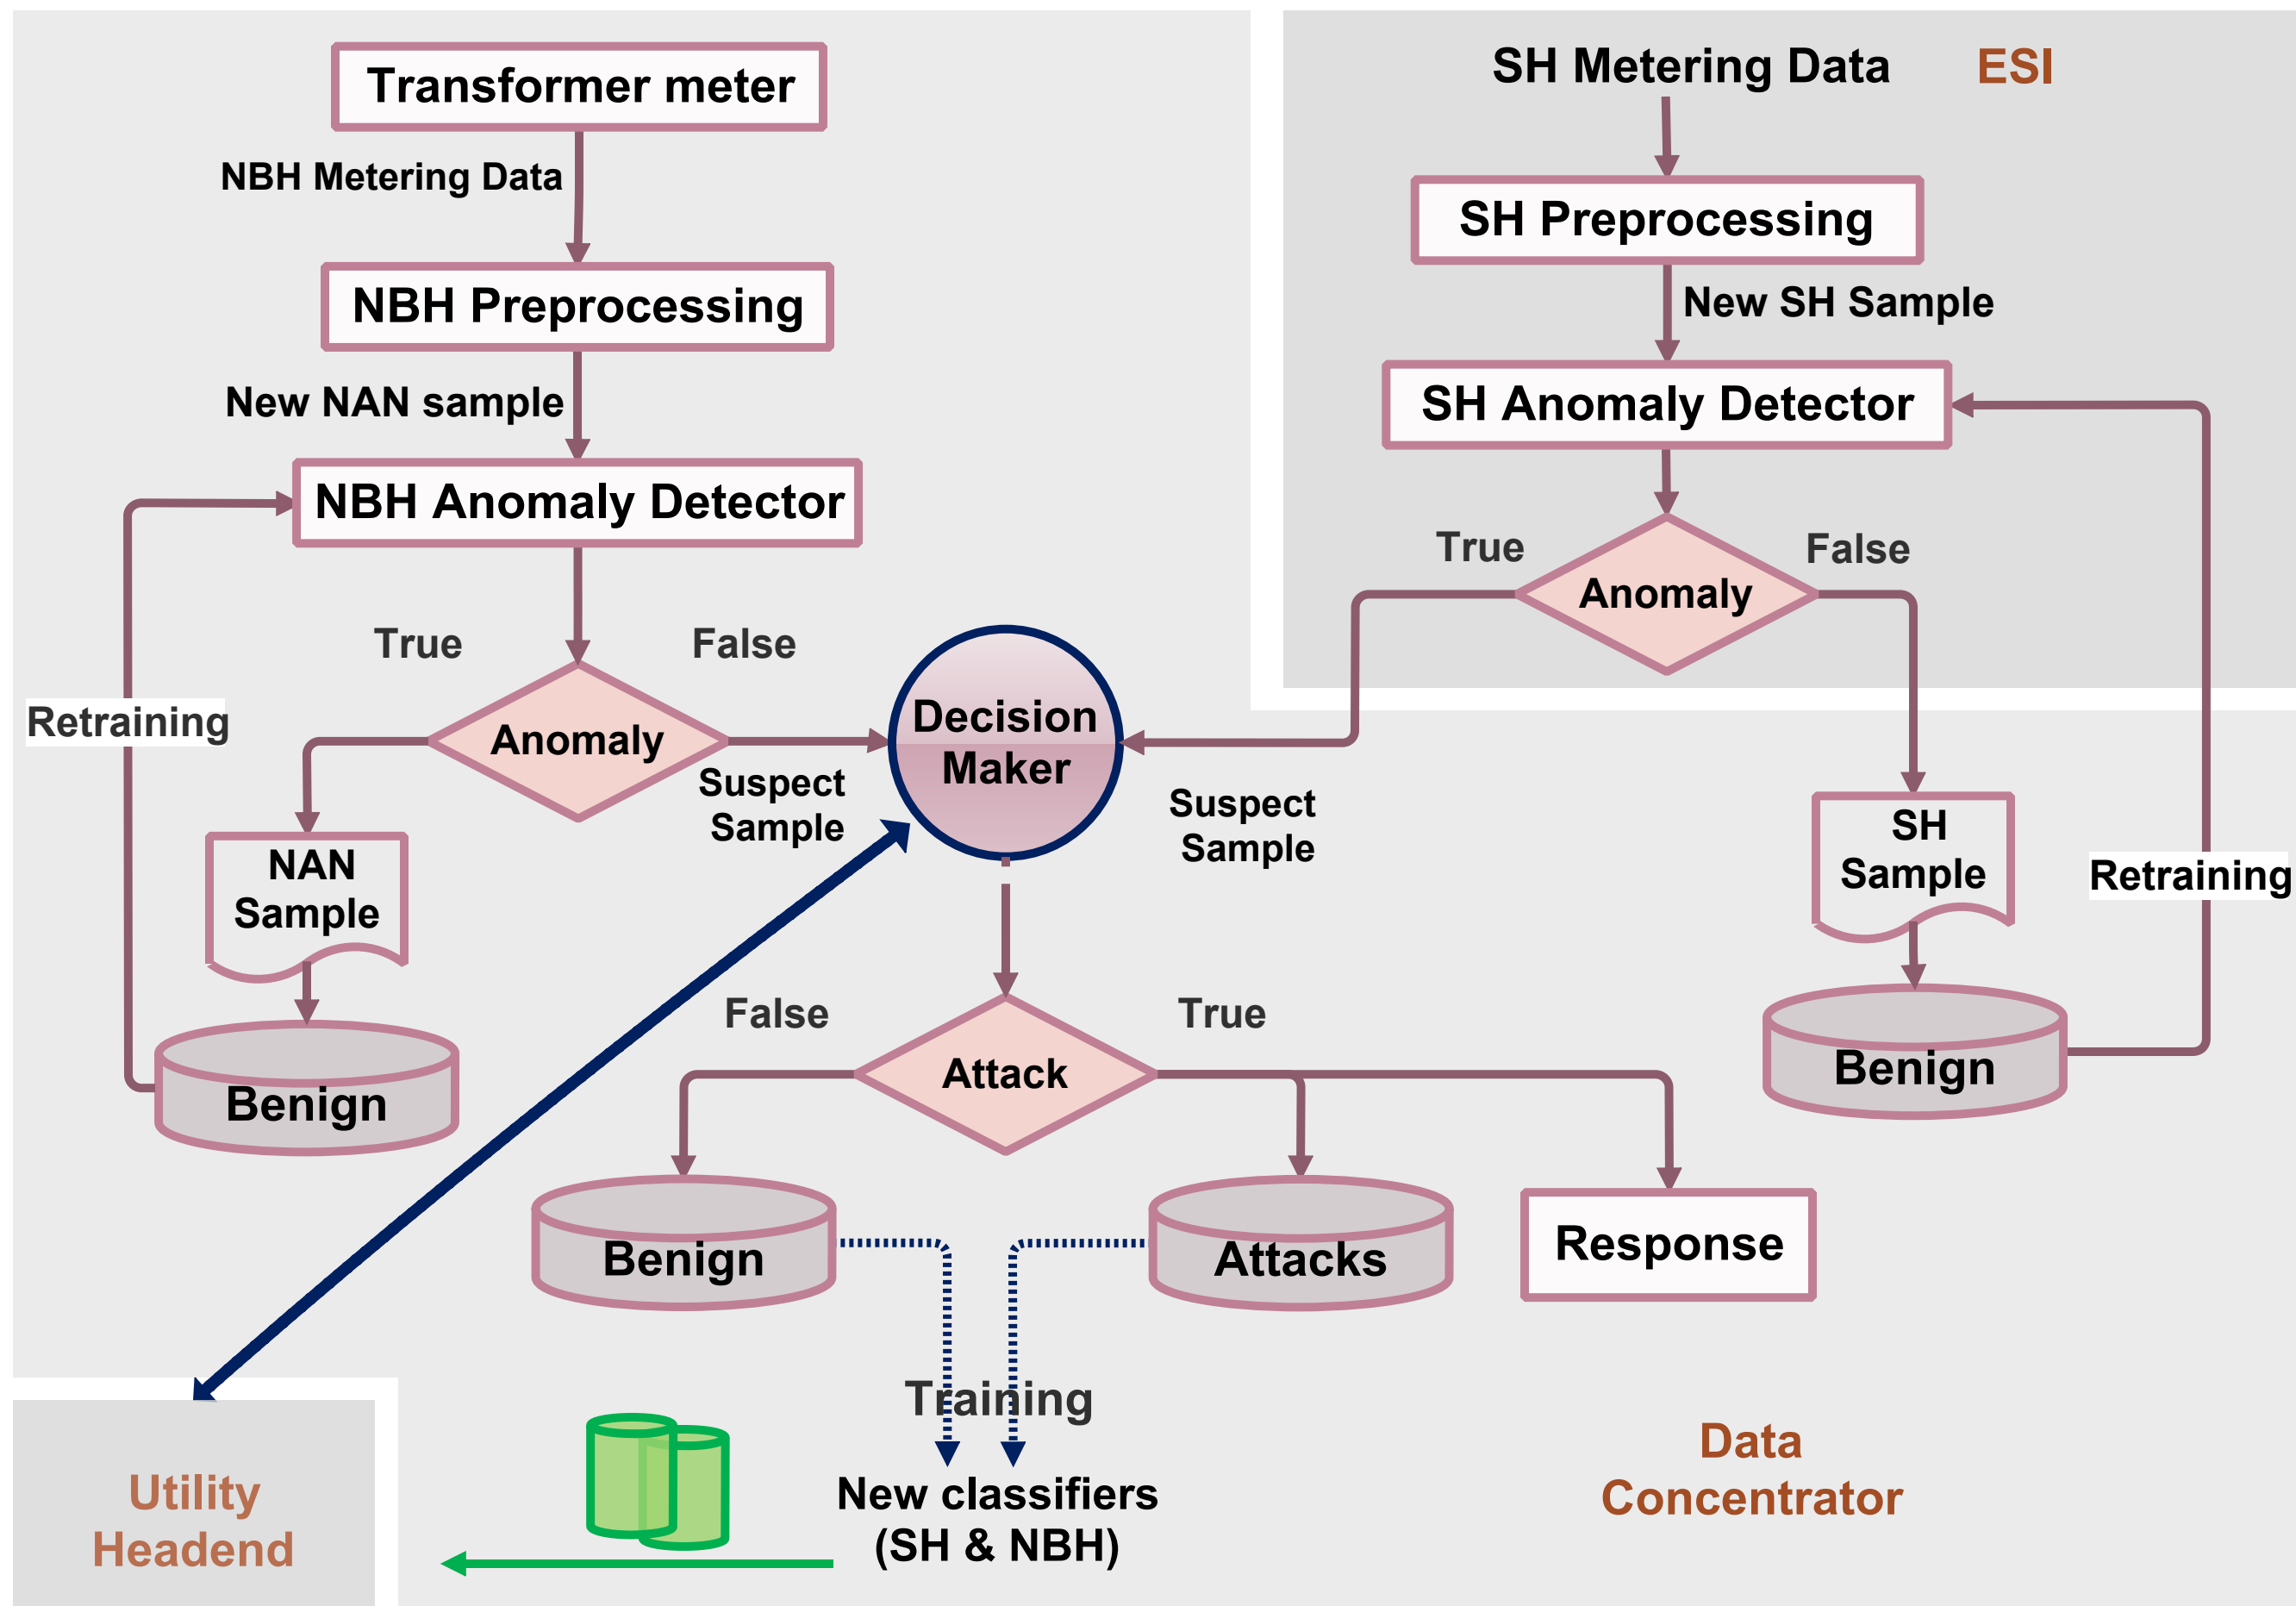 Transformer meter
NBH Metering Data
NBH Preprocessing
New NAN sample
NBH Anomaly Detector
True
False
Anomaly
Retraining
Suspect
Sample
NAN
Sample
Benign
SH Metering Data
ESI
SH Preprocessing
New SH Sample
SH Anomaly Detector
True
False
Anomaly
Decision
Maker
Suspect
Sample
SH
Sample
Retraining
Benign
False
True
Attack
Benign
Attacks
Response
Training
New classifiers
(SH & NBH)
Utility
Headend
Data
Concentrator